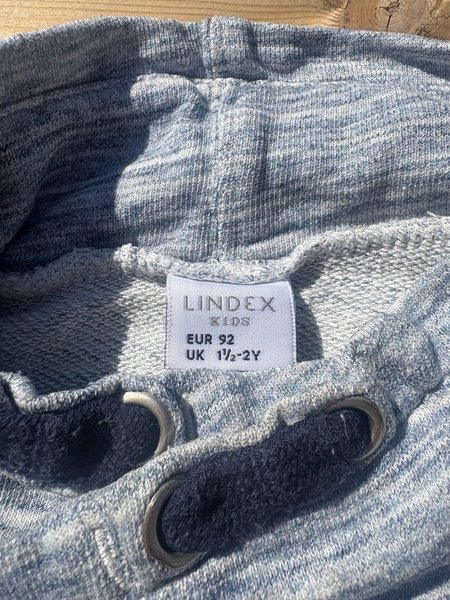 LINDEX
KIDS
EUR 92
UK 1½-2Y